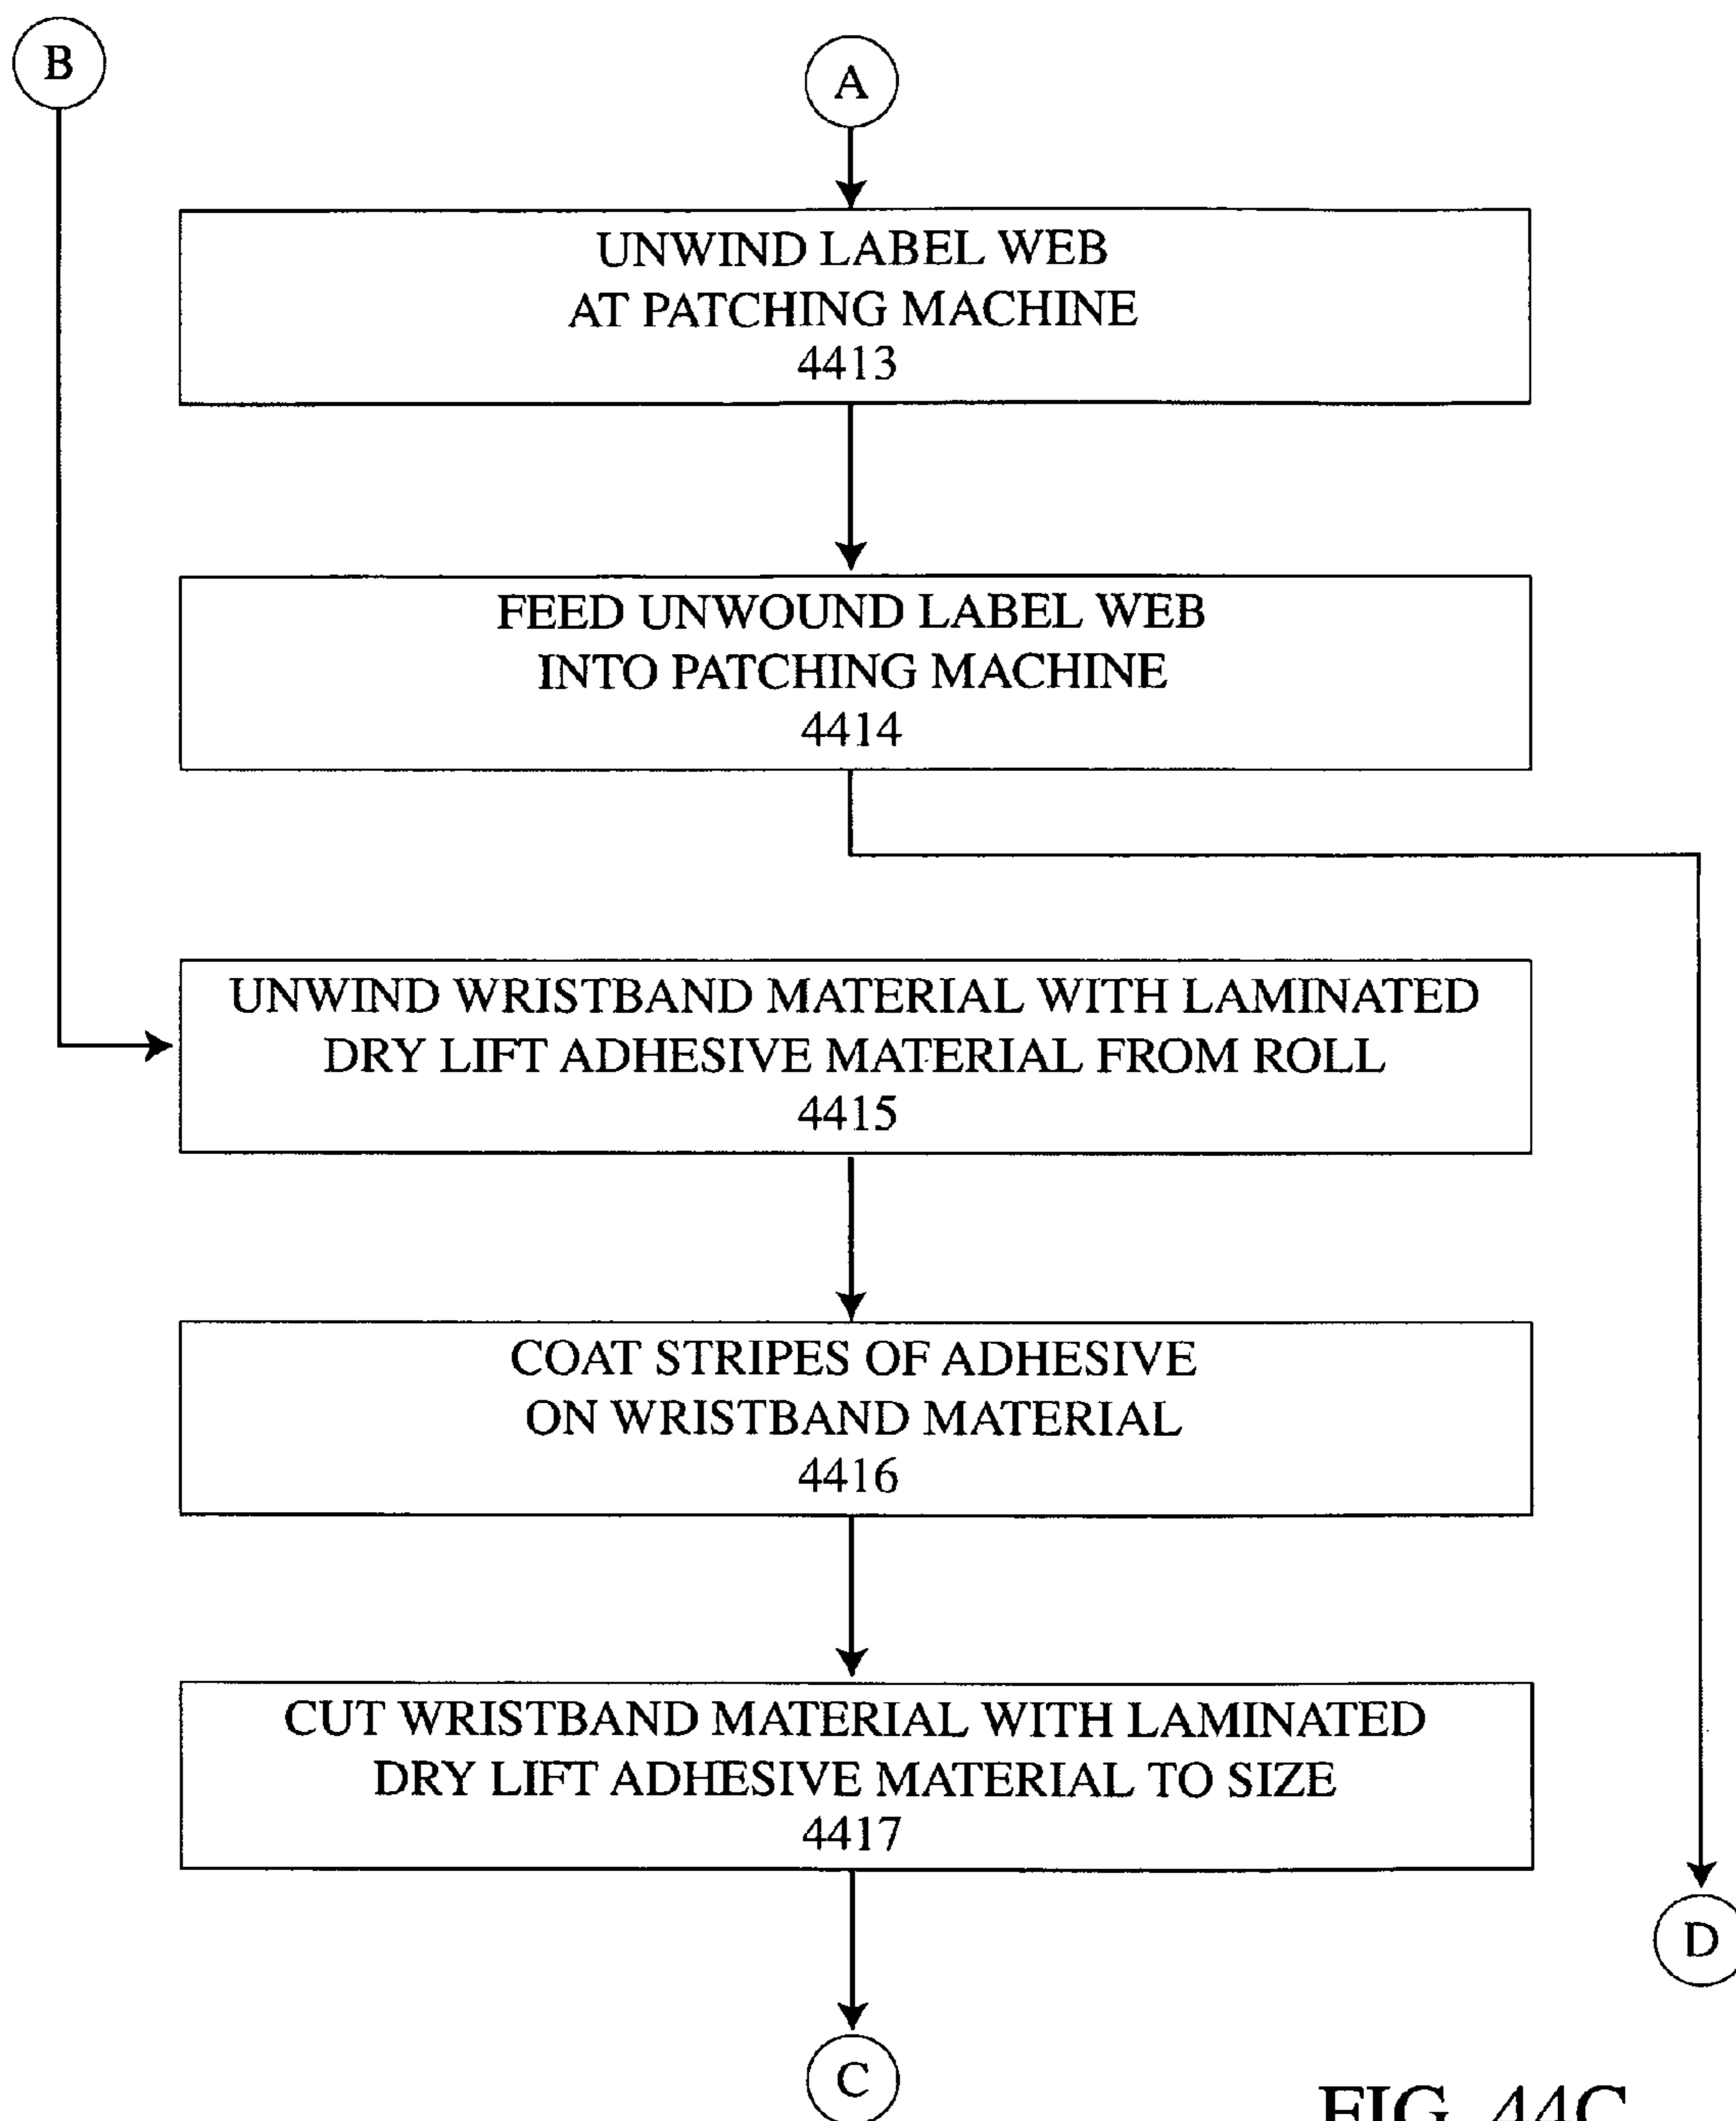 B
A
UNWIND LABEL WEB
AT PATCHING MACHINE
4413
FEED UNWOUND LABEL WEB
INTO PATCHING MACHINE
4414
UNWIND WRISTBAND MATERIAL WITH LAMINATED
DRY LIFT ADHESIVE MATERIAL FROM ROLL
4415
COAT STRIPES OF ADHESIVE
ON WRISTBAND MATERIAL
4416
CUT WRISTBAND MATERIAL WITH LAMINATED
DRY LIFT ADHESIVE MATERIAL TO SIZE
4417
D
C
FIG. 44C